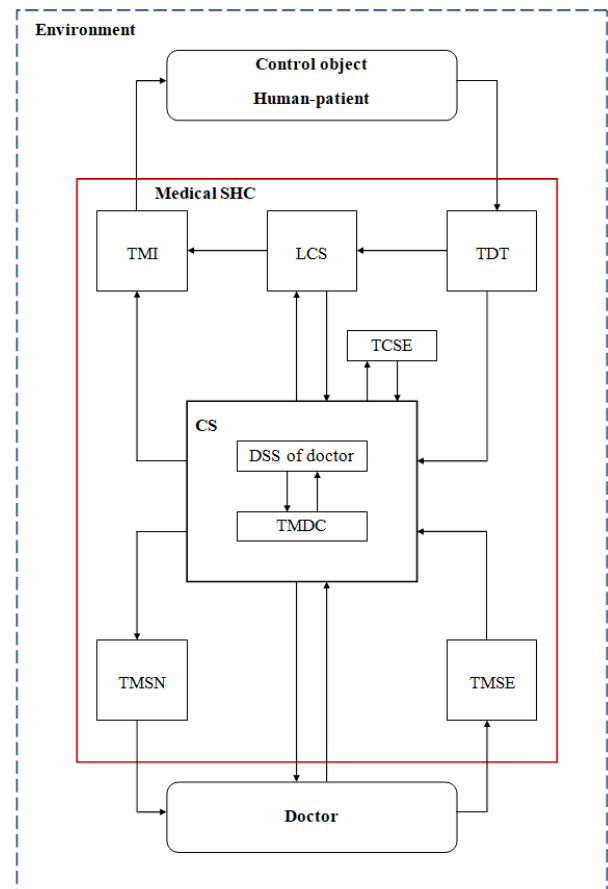 Environment
Control object
Human-patient
Medical SHC
TMI
LCS
TDT
TCSE
CS
DSS of doctor
TMDC
TMSN
TMSE
Doctor